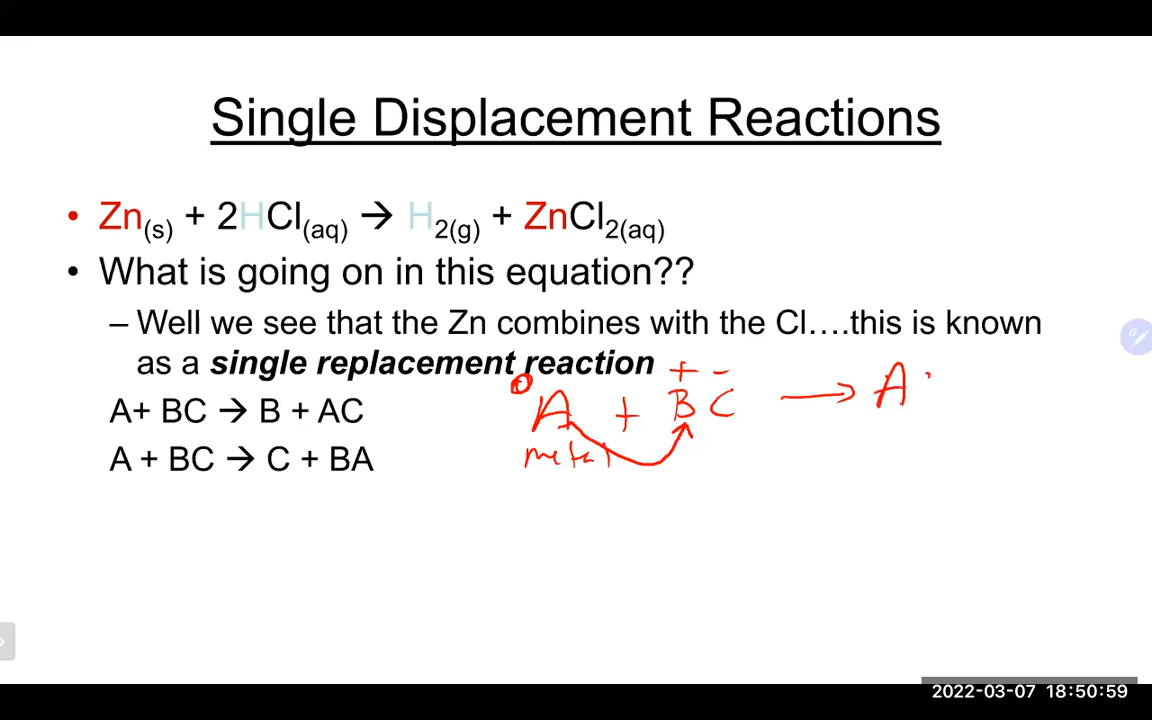 Single Displacement Reactions
• Zn(s) + 2HCl(aq) → H2(g) + ZnCl2(aq)
• What is going on in this equation??
– Well we see that the Zn combines with the Cl….this is known
as a single replacement reaction
+ -
A + BC → A
metal
A+ BC → B + AC
A + BC → C + BA
2022-03-07 18:50:59